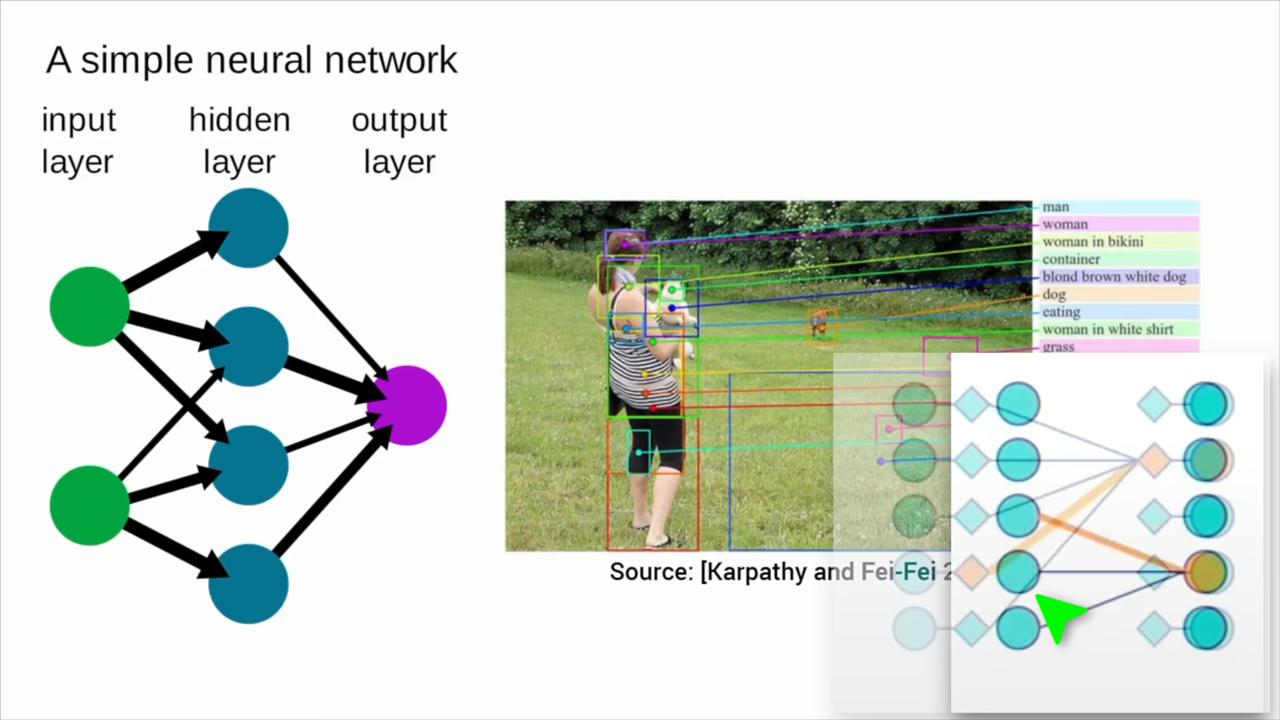 A simple neural network
input hidden output
layer layer layer
man
woman
woman in bikini
container
blond brown white dog
dog
eating
woman in white shirt
grass
Source: [Karpathy and Fei-Fei